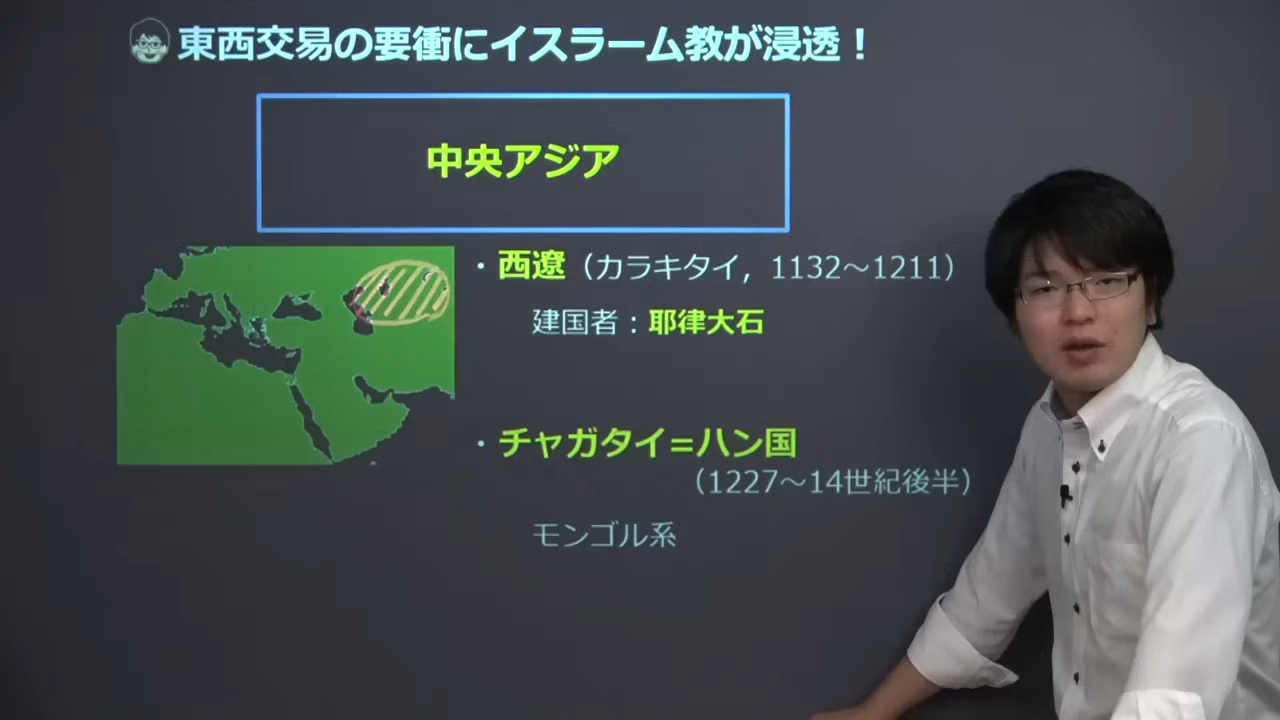 東西交易の要衝にイスラーム教が浸透！
中央アジア
・西遼（カラキタイ，1132～1211）
建国者：耶律大石
・チャガタイ=ハン国
（1227～14世紀後半）
モンゴル系